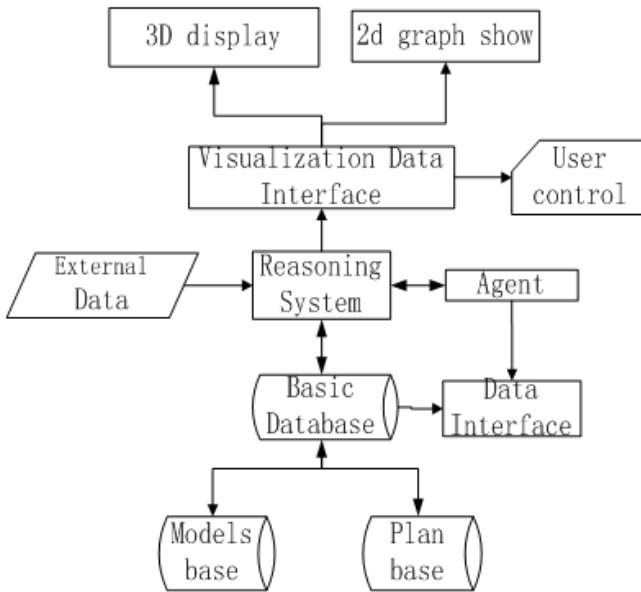 3D display
2d graph show
Visualization Data
Interface
User
control
External
Data
Reasoning
System
Agent
Basic
Database
Data
Interface
Models
base
Plan
base